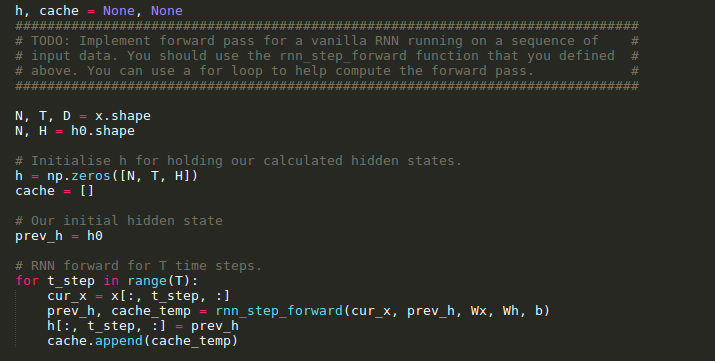 h, cache = None, None
##############################################################################
# TODO: Implement forward pass for a vanilla RNN running on a sequence of    #
# input data. You should use the rnn_step_forward function that you defined  #
# above. You can use a for loop to help compute the forward pass.            #
##############################################################################
N, T, D = x.shape
N, H = h0.shape
# Initialise h for holding our calculated hidden states.
h = np.zeros([N, T, H])
cache = []
# Our initial hidden state
prev_h = h0
# RNN forward for T time steps.
for t_step in range(T):
    cur_x = x[:, t_step, :]
    prev_h, cache_temp = rnn_step_forward(cur_x, prev_h, Wx, Wh, b)
    h[:, t_step, :] = prev_h
    cache.append(cache_temp)